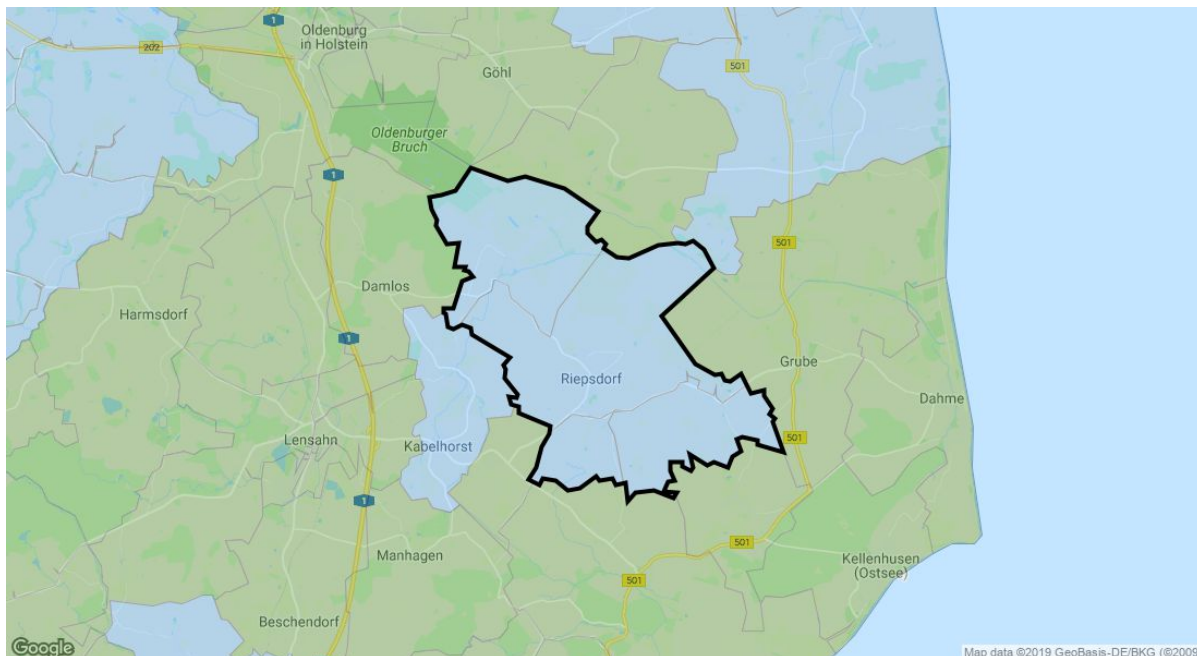 1
Oldenburg
in Holstein
202
501
Göhl
Oldenburger
Bruch
1
501
Damlos
Harmsdorf
1
Grube
Riepsdorf
Dahme
Lensahn
Kabelhorst
501
1
501
Manhagen
Kellenhusen
(Ostsee)
501
Beschendorf
Google
Map data ©2019 GeoBasis-DE/BKG (©2009